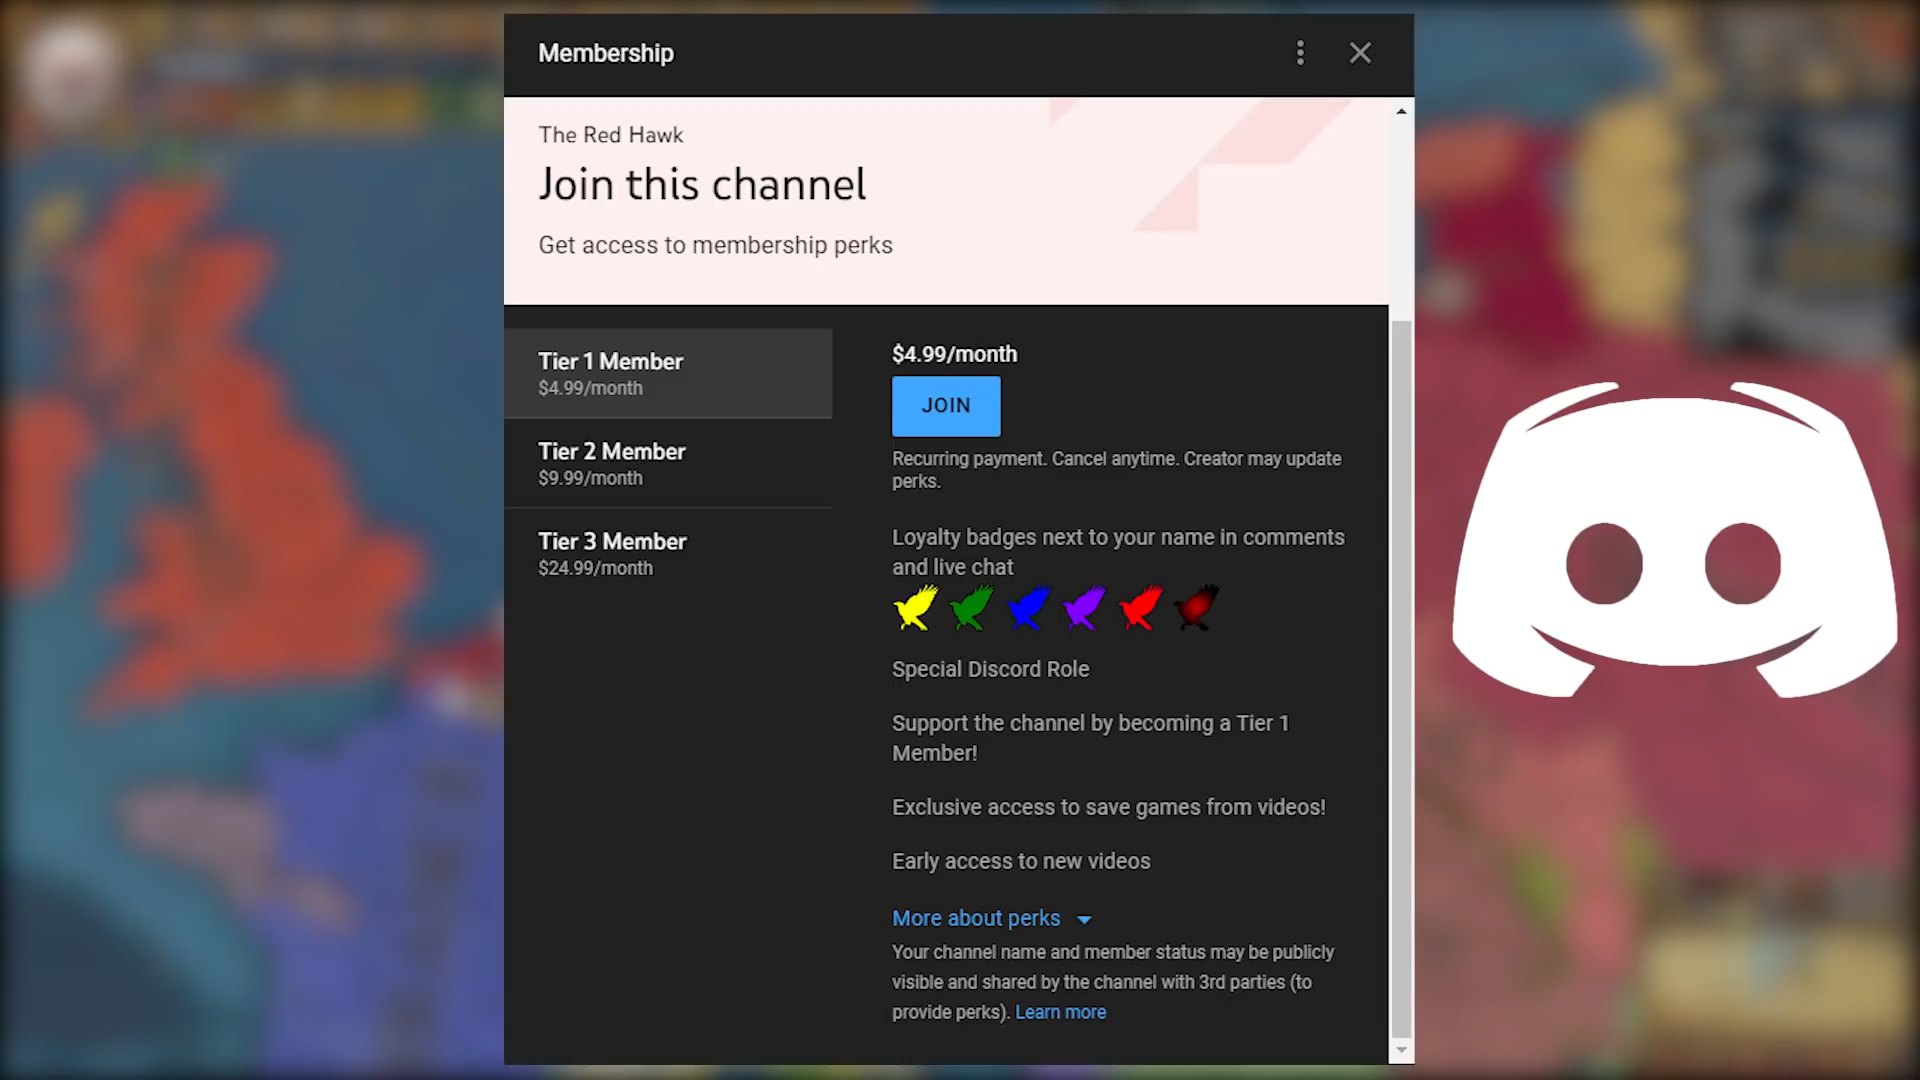 Membership
The Red Hawk
Join this channel
Get access to membership perks
Tier 1 Member
$4.99/month
Tier 2 Member
$9.99/month
Tier 3 Member
$24.99/month
$4.99/month
JOIN
Recurring payment. Cancel anytime. Creator may update
perks.
Loyalty badges next to your name in comments
and live chat
Special Discord Role
Support the channel by becoming a Tier 1
Member!
Exclusive access to save games from videos!
Early access to new videos
More about perks
Your channel name and member status may be publicly
visible and shared by the channel with 3rd parties (to
provide perks). Learn more